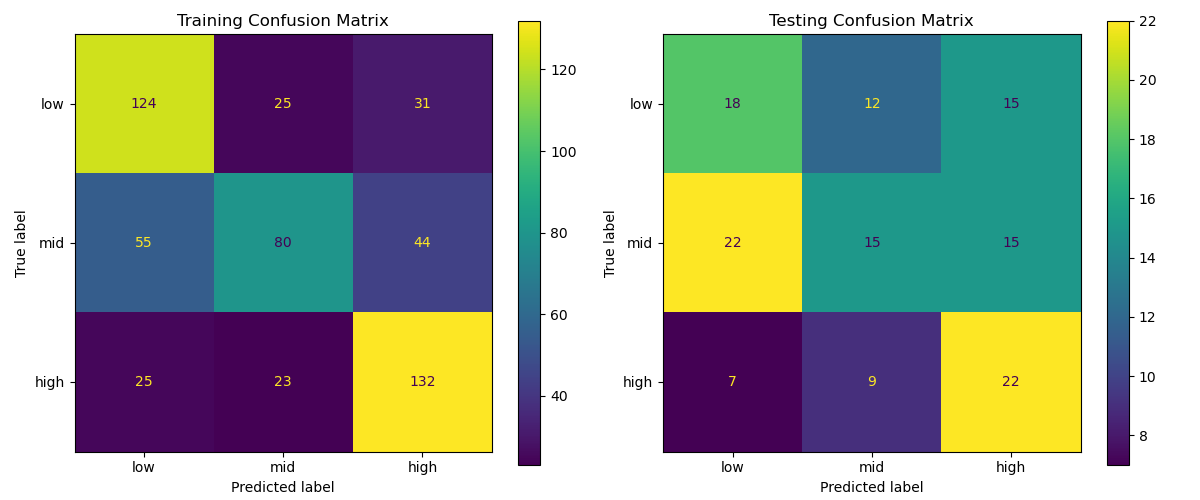 Training Confusion Matrix
True label
low
mid
high
124 25 31
55 80 44
25 23 132
low mid high
Predicted label
120
100
80
60
40
Testing Confusion Matrix
True label
low
mid
high
18 12 15
22 15 15
7 9 22
low mid high
Predicted label
22
20
18
16
14
12
10
8